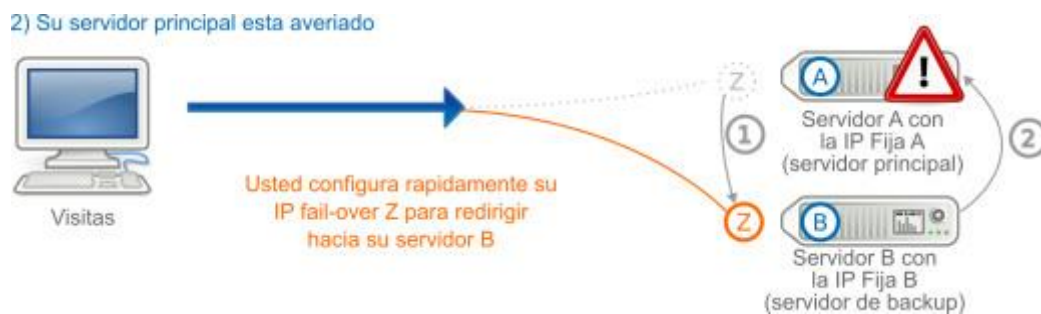 2) Su servidor principal esta averiado
Z
A
!
1
2
Servidor A con
la IP Fija A
(servidor principal)
Usted configura rapidamente su
IP fail-over Z para redirigir
hacia su servidor B
Visitas
Z
B
Servidor B con
la IP Fija B
(servidor de backup)